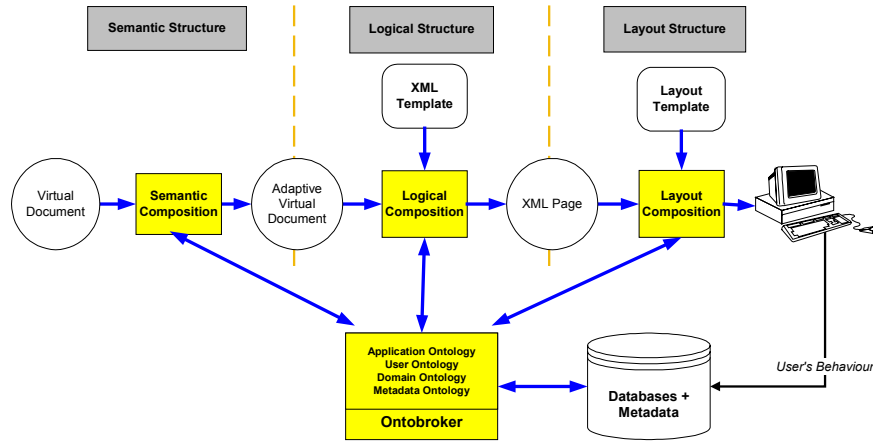 Semantic Structure
Logical Structure
Layout Structure
XML
Template
Layout
Template
Virtual
Document
Semantic
Composition
Adaptive
Virtual
Document
Logical
Composition
XML Page
Layout
Composition
Application Ontology
User Ontology
Domain Ontology
Metadata Ontology
Ontobroker
Databases +
Metadata
User's Behaviour